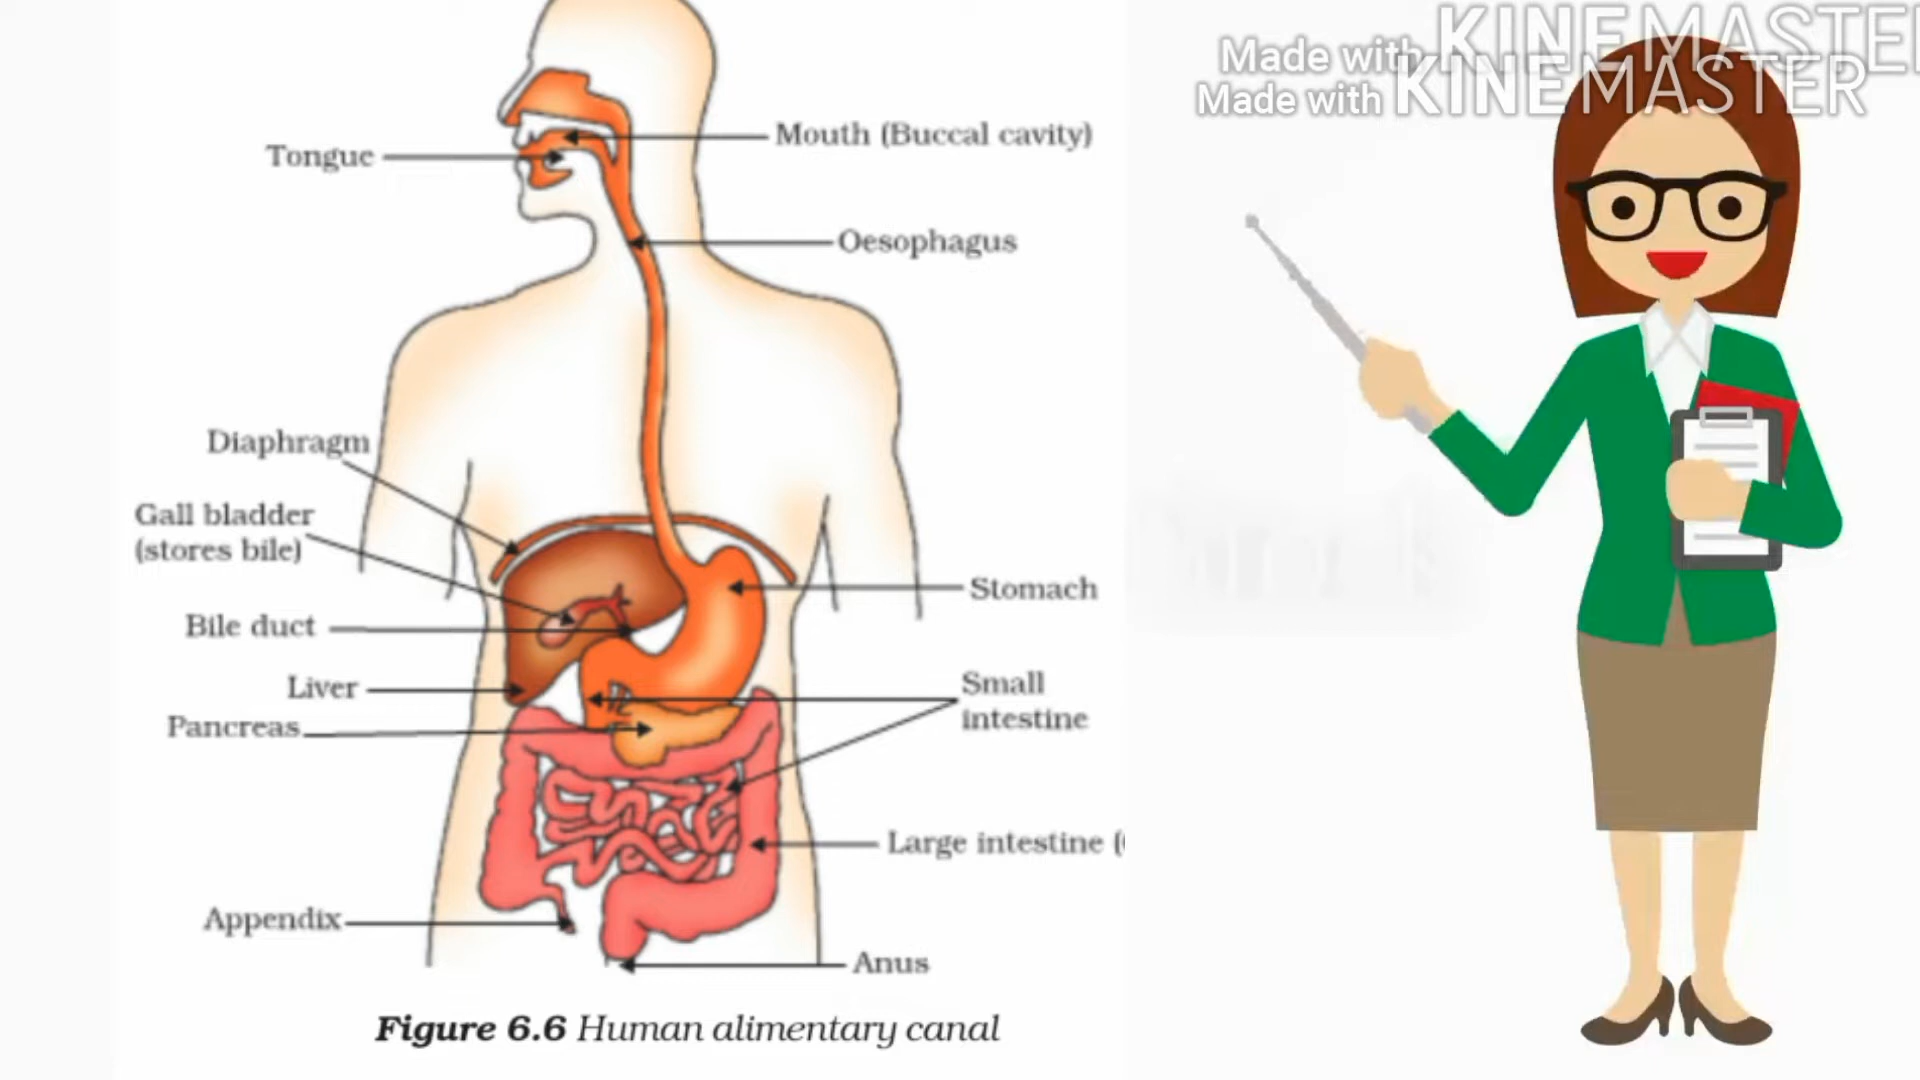 Made with KINEMASTER
Made with KINEMASTER
Mouth (Buccal cavity)
Tongue
Oesophagus
Diaphragm
Gall bladder
(stores bile)
Stomach
Bile duct
Liver
Small
intestine
Pancreas
Large intestine (
Appendix
Anus
Figure 6.6 Human alimentary canal